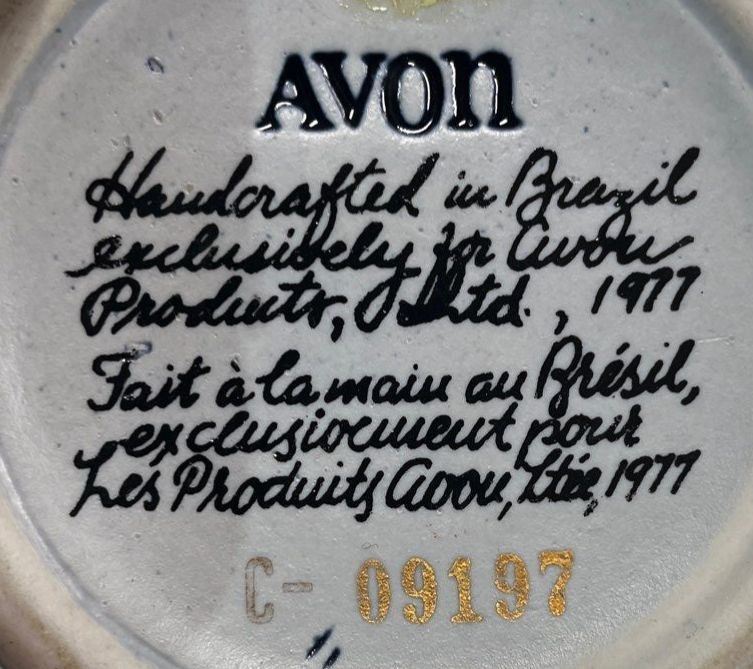 AVON
Handcrafted in Brazil
exclusively for Avon
Products, Ltd., 1977
Fait à la main au Brésil,
exclusivement pour
Les Produits Avon, Ltée, 1977
C- 09197